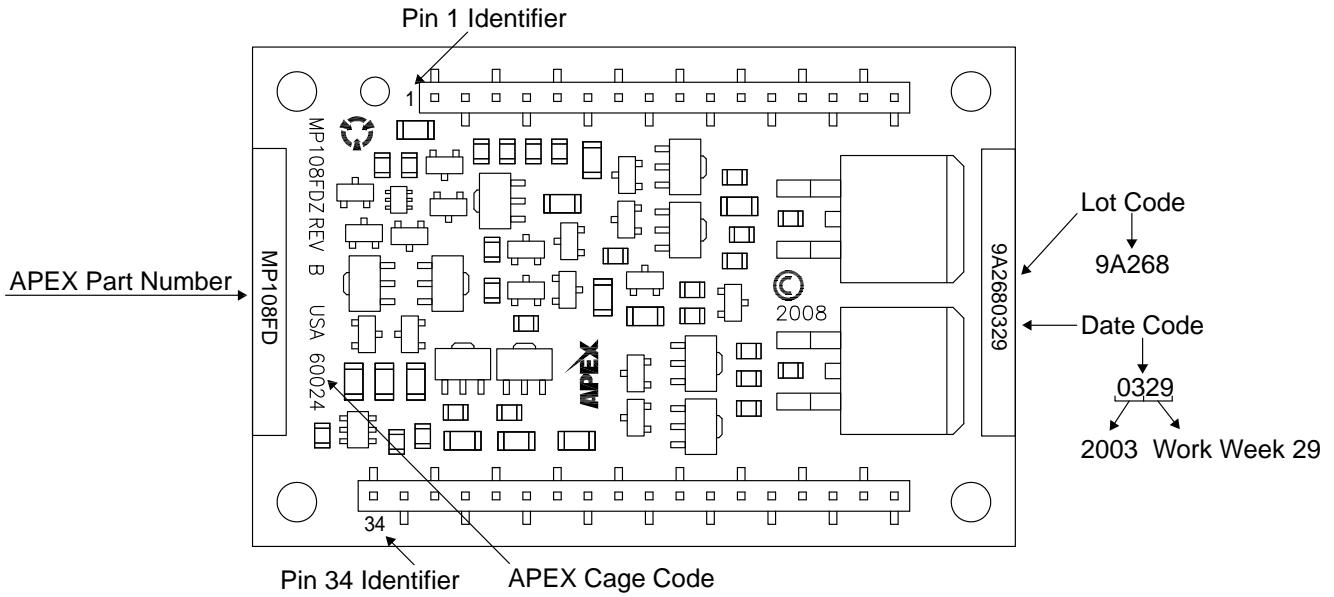 Pin 1 Identifier
1
MP108FDZ REV B USA 60024
APEX Part Number
MP108FD
© 2008
APEX
9A2680329
Lot Code
9A268
Date Code
0329
2003 Work Week 29
34
Pin 34 Identifier
APEX Cage Code